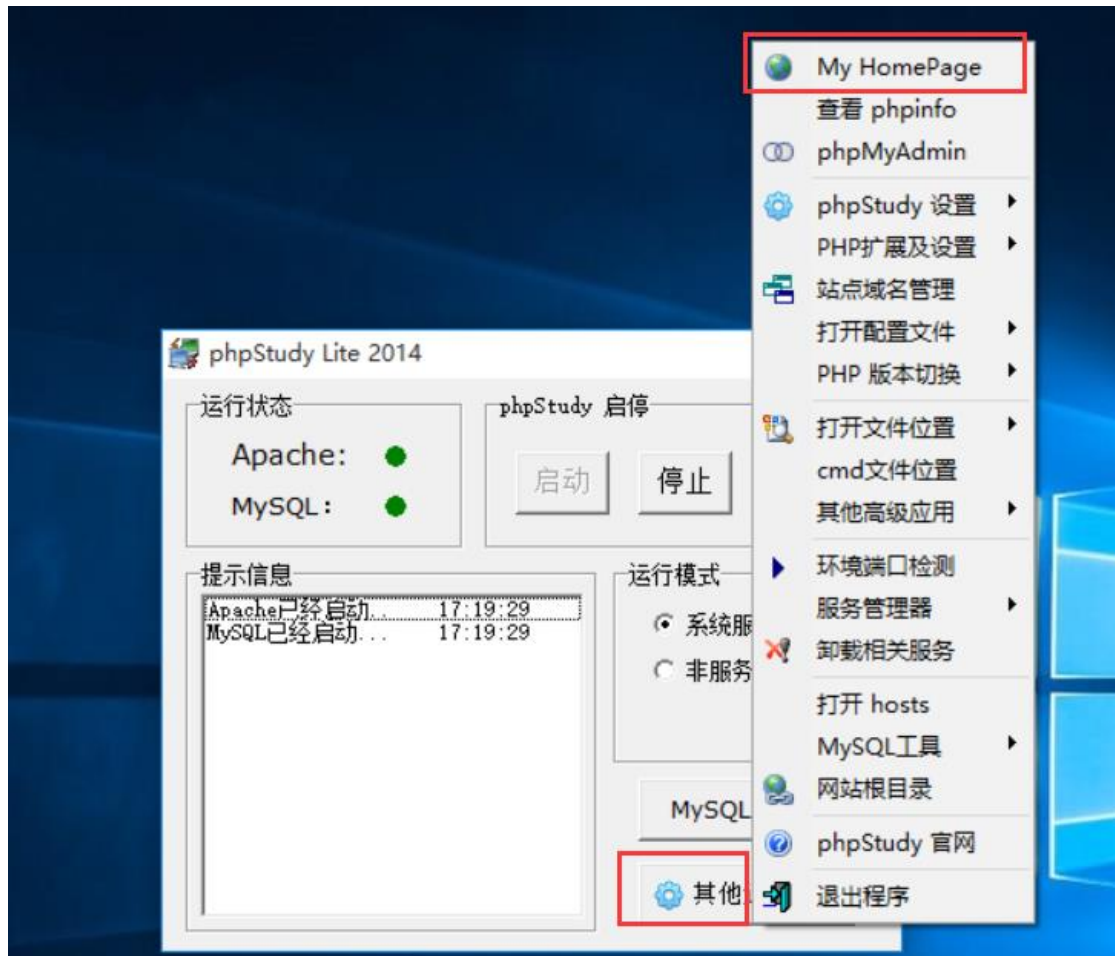 My HomePage
查看 phpinfo
phpMyAdmin
phpStudy 设置
PHP扩展及设置
站点域名管理
打开配置文件
PHP 版本切换
打开文件位置
cmd文件位置
其他高级应用
环境端口检测
服务管理器
卸载相关服务
打开 hosts
MySQL工具
网站根目录
phpStudy 官网
退出程序
phpStudy Lite 2014
运行状态
Apache:
MySQL:
phpStudy 启停
启动
停止
提示信息
Apache已经启动.. 17:19:29
MySQL已经启动... 17:19:29
运行模式
系统服
非服务
MySQL
其他